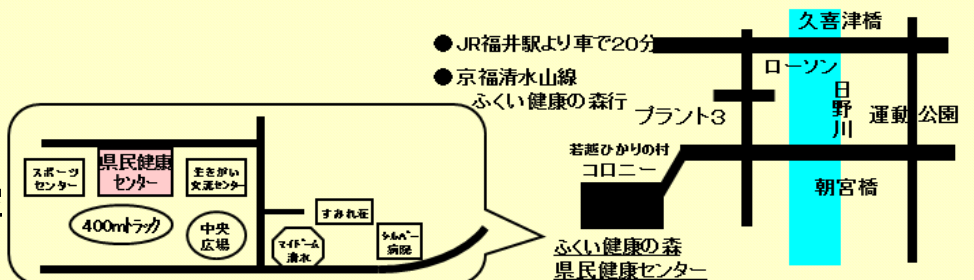 久喜津橋
●JR福井駅より車で20分
ローソン
●京福清水山線
ふくい健康の森行
日野川
プラント3
運動公園
若越ひかりの村
コロニー
朝宮橋
県民健康
センター
スポーツ
センター
生きがい
交流センター
400mトラック
中央
広場
すみれ荘
マイドーム
清水
シルバー
病院
ふくい健康の森
県民健康センター